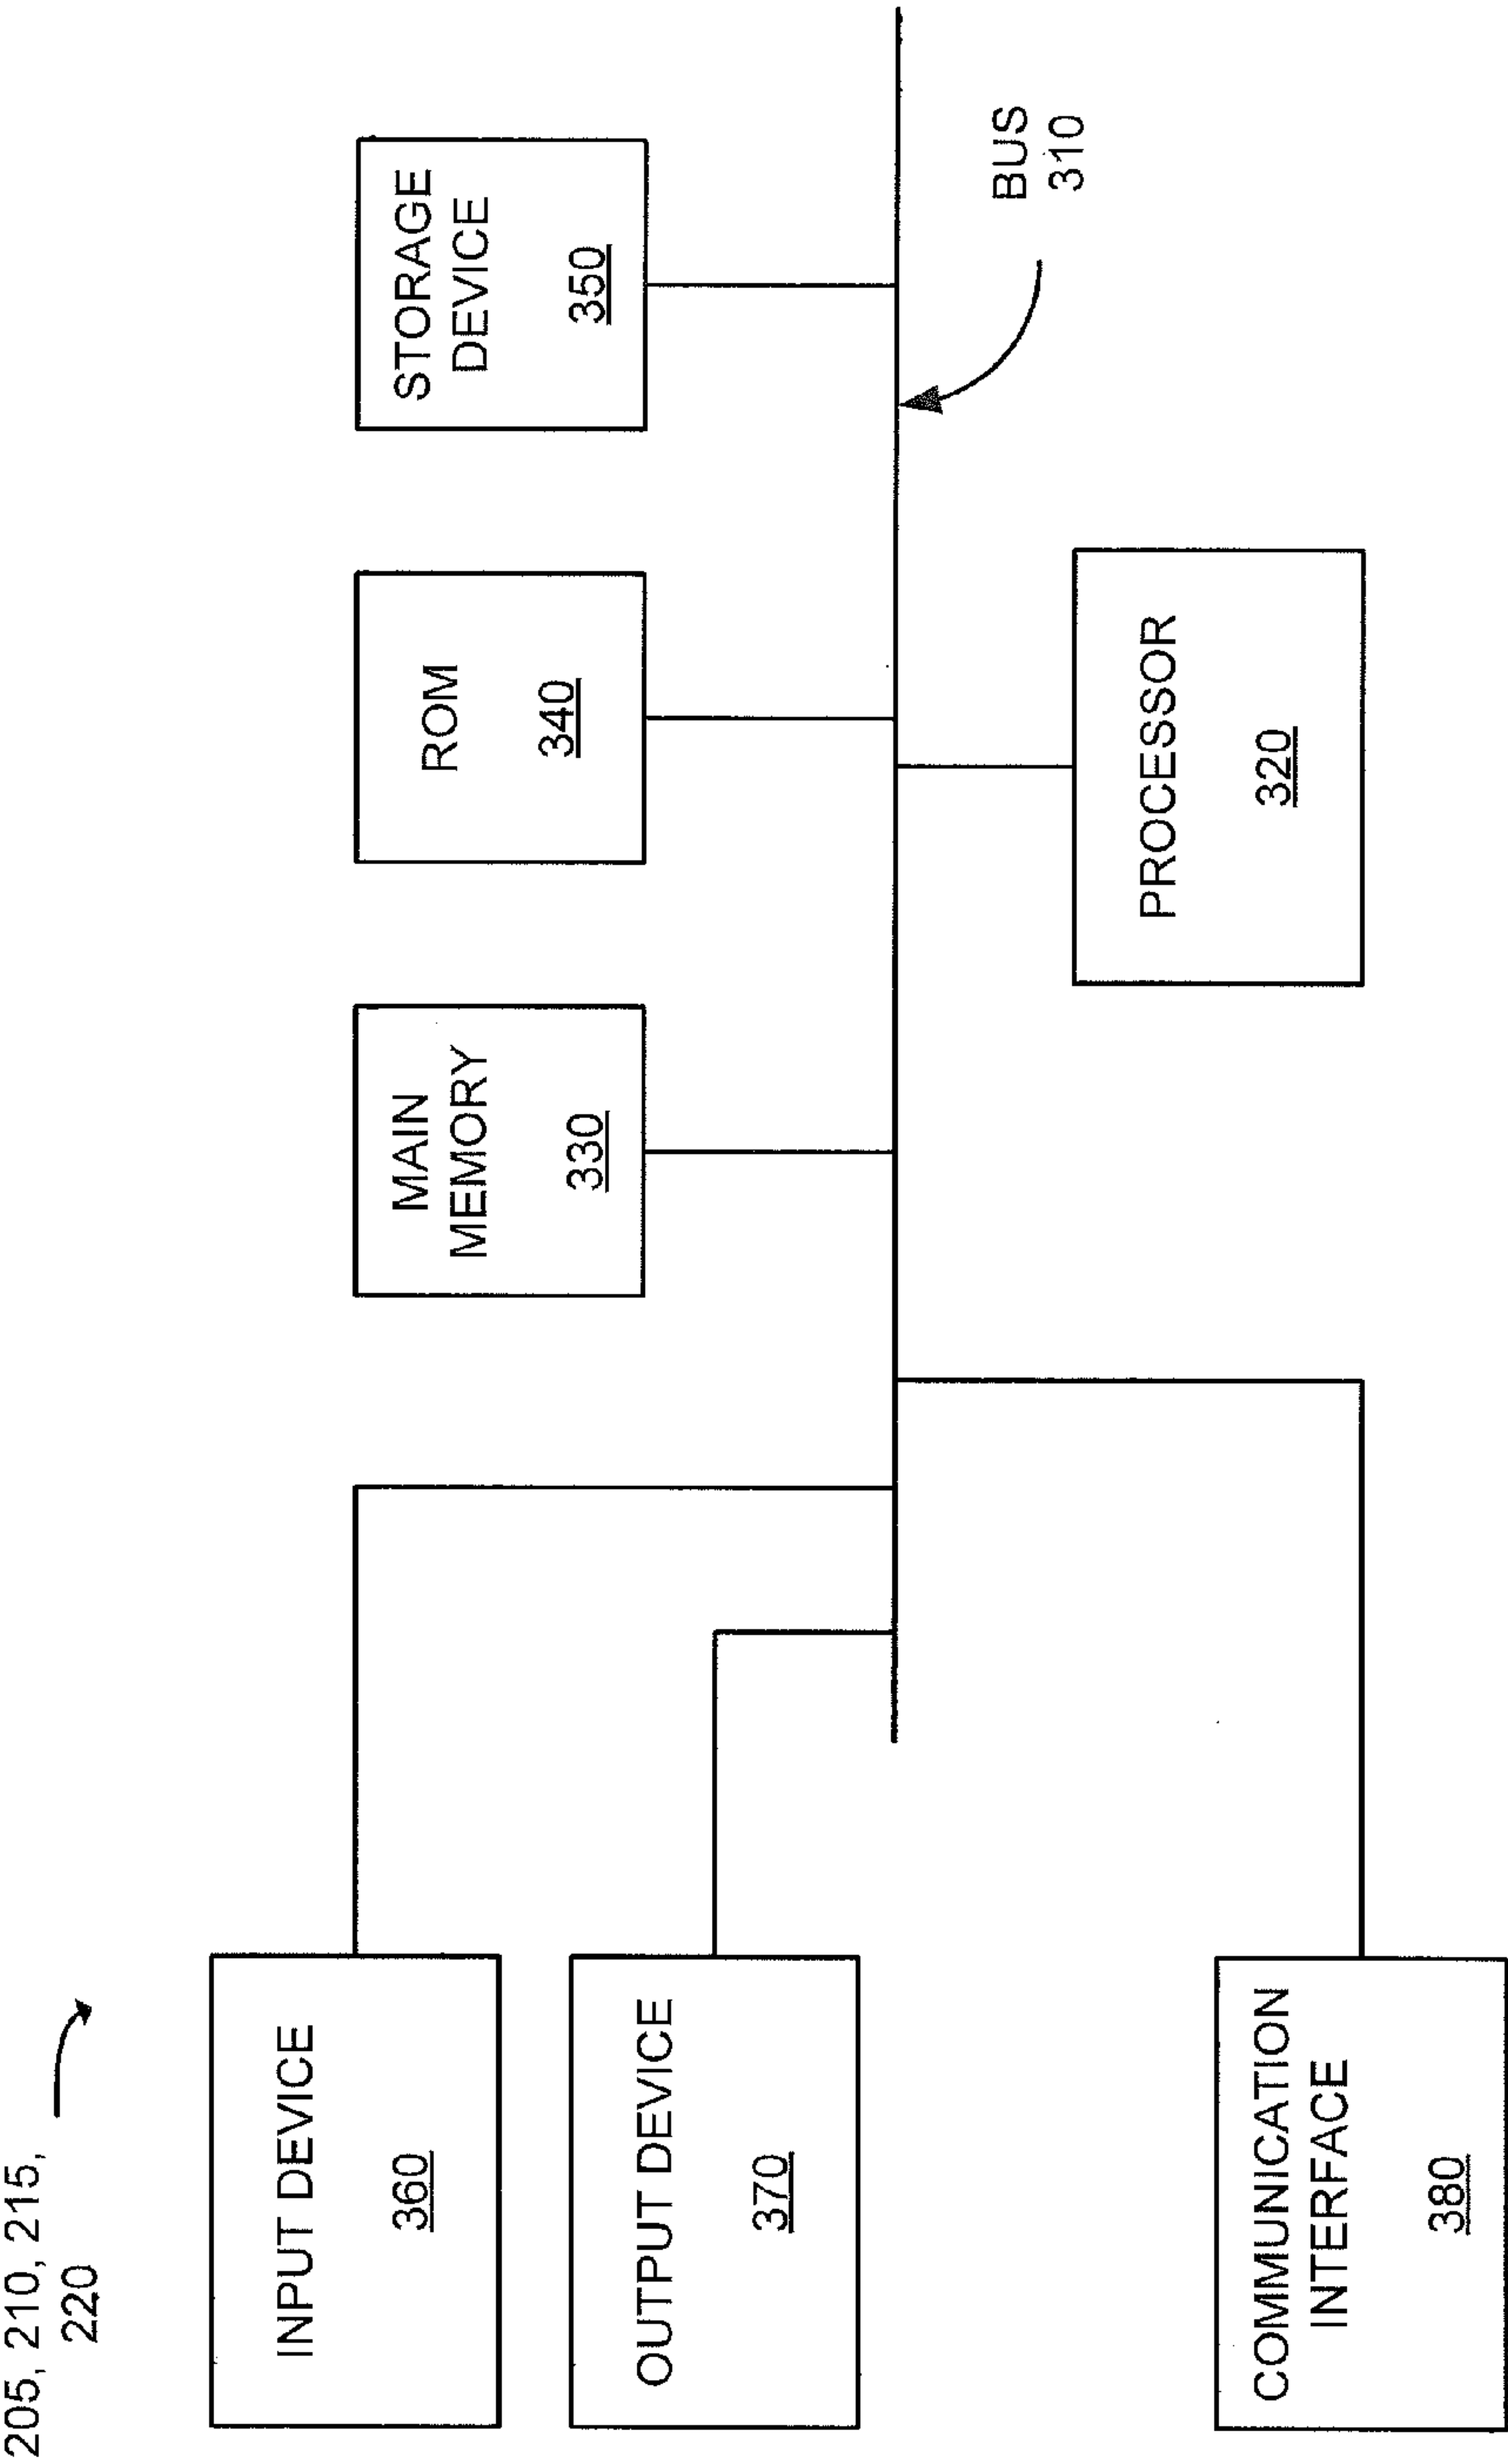 205, 210, 215,
220
INPUT DEVICE
360
OUTPUT DEVICE
370
COMMUNICATION
INTERFACE
380
MAIN
MEMORY
330
ROM
340
STORAGE
DEVICE
350
PROCESSOR
320
BUS
310